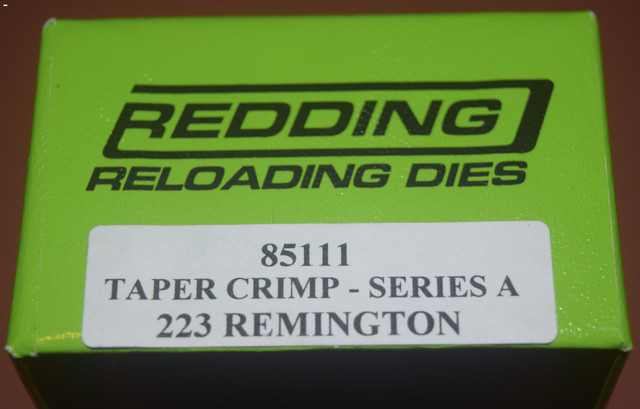 REDDING
RELOADING DIES
85111
TAPER CRIMP - SERIES A
223 REMINGTON